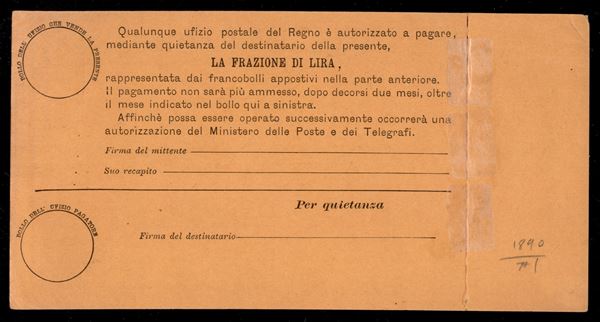 BOLLO DELL' UFIZIO CHE VENDE LA PRESENTE
Qualunque ufizio postale del Regno è autorizzato a pagare,
mediante quietanza del destinatario della presente,
LA FRAZIONE DI LIRA,
rappresentata dai francobolli appostivi nella parte anteriore.
Il pagamento non sarà più ammesso, dopo decorsi due mesi, oltre
il mese indicato nel bollo qui a sinistra.
Affinchè possa essere operato successivamente occorrerà una
autorizzazione del Ministero delle Poste e dei Telegrafi.
Firma del mittente
Suo recapito
Per quietanza
BOLLO DELL' UFIZIO PAGATORE
Firma del destinatario
1890
#1